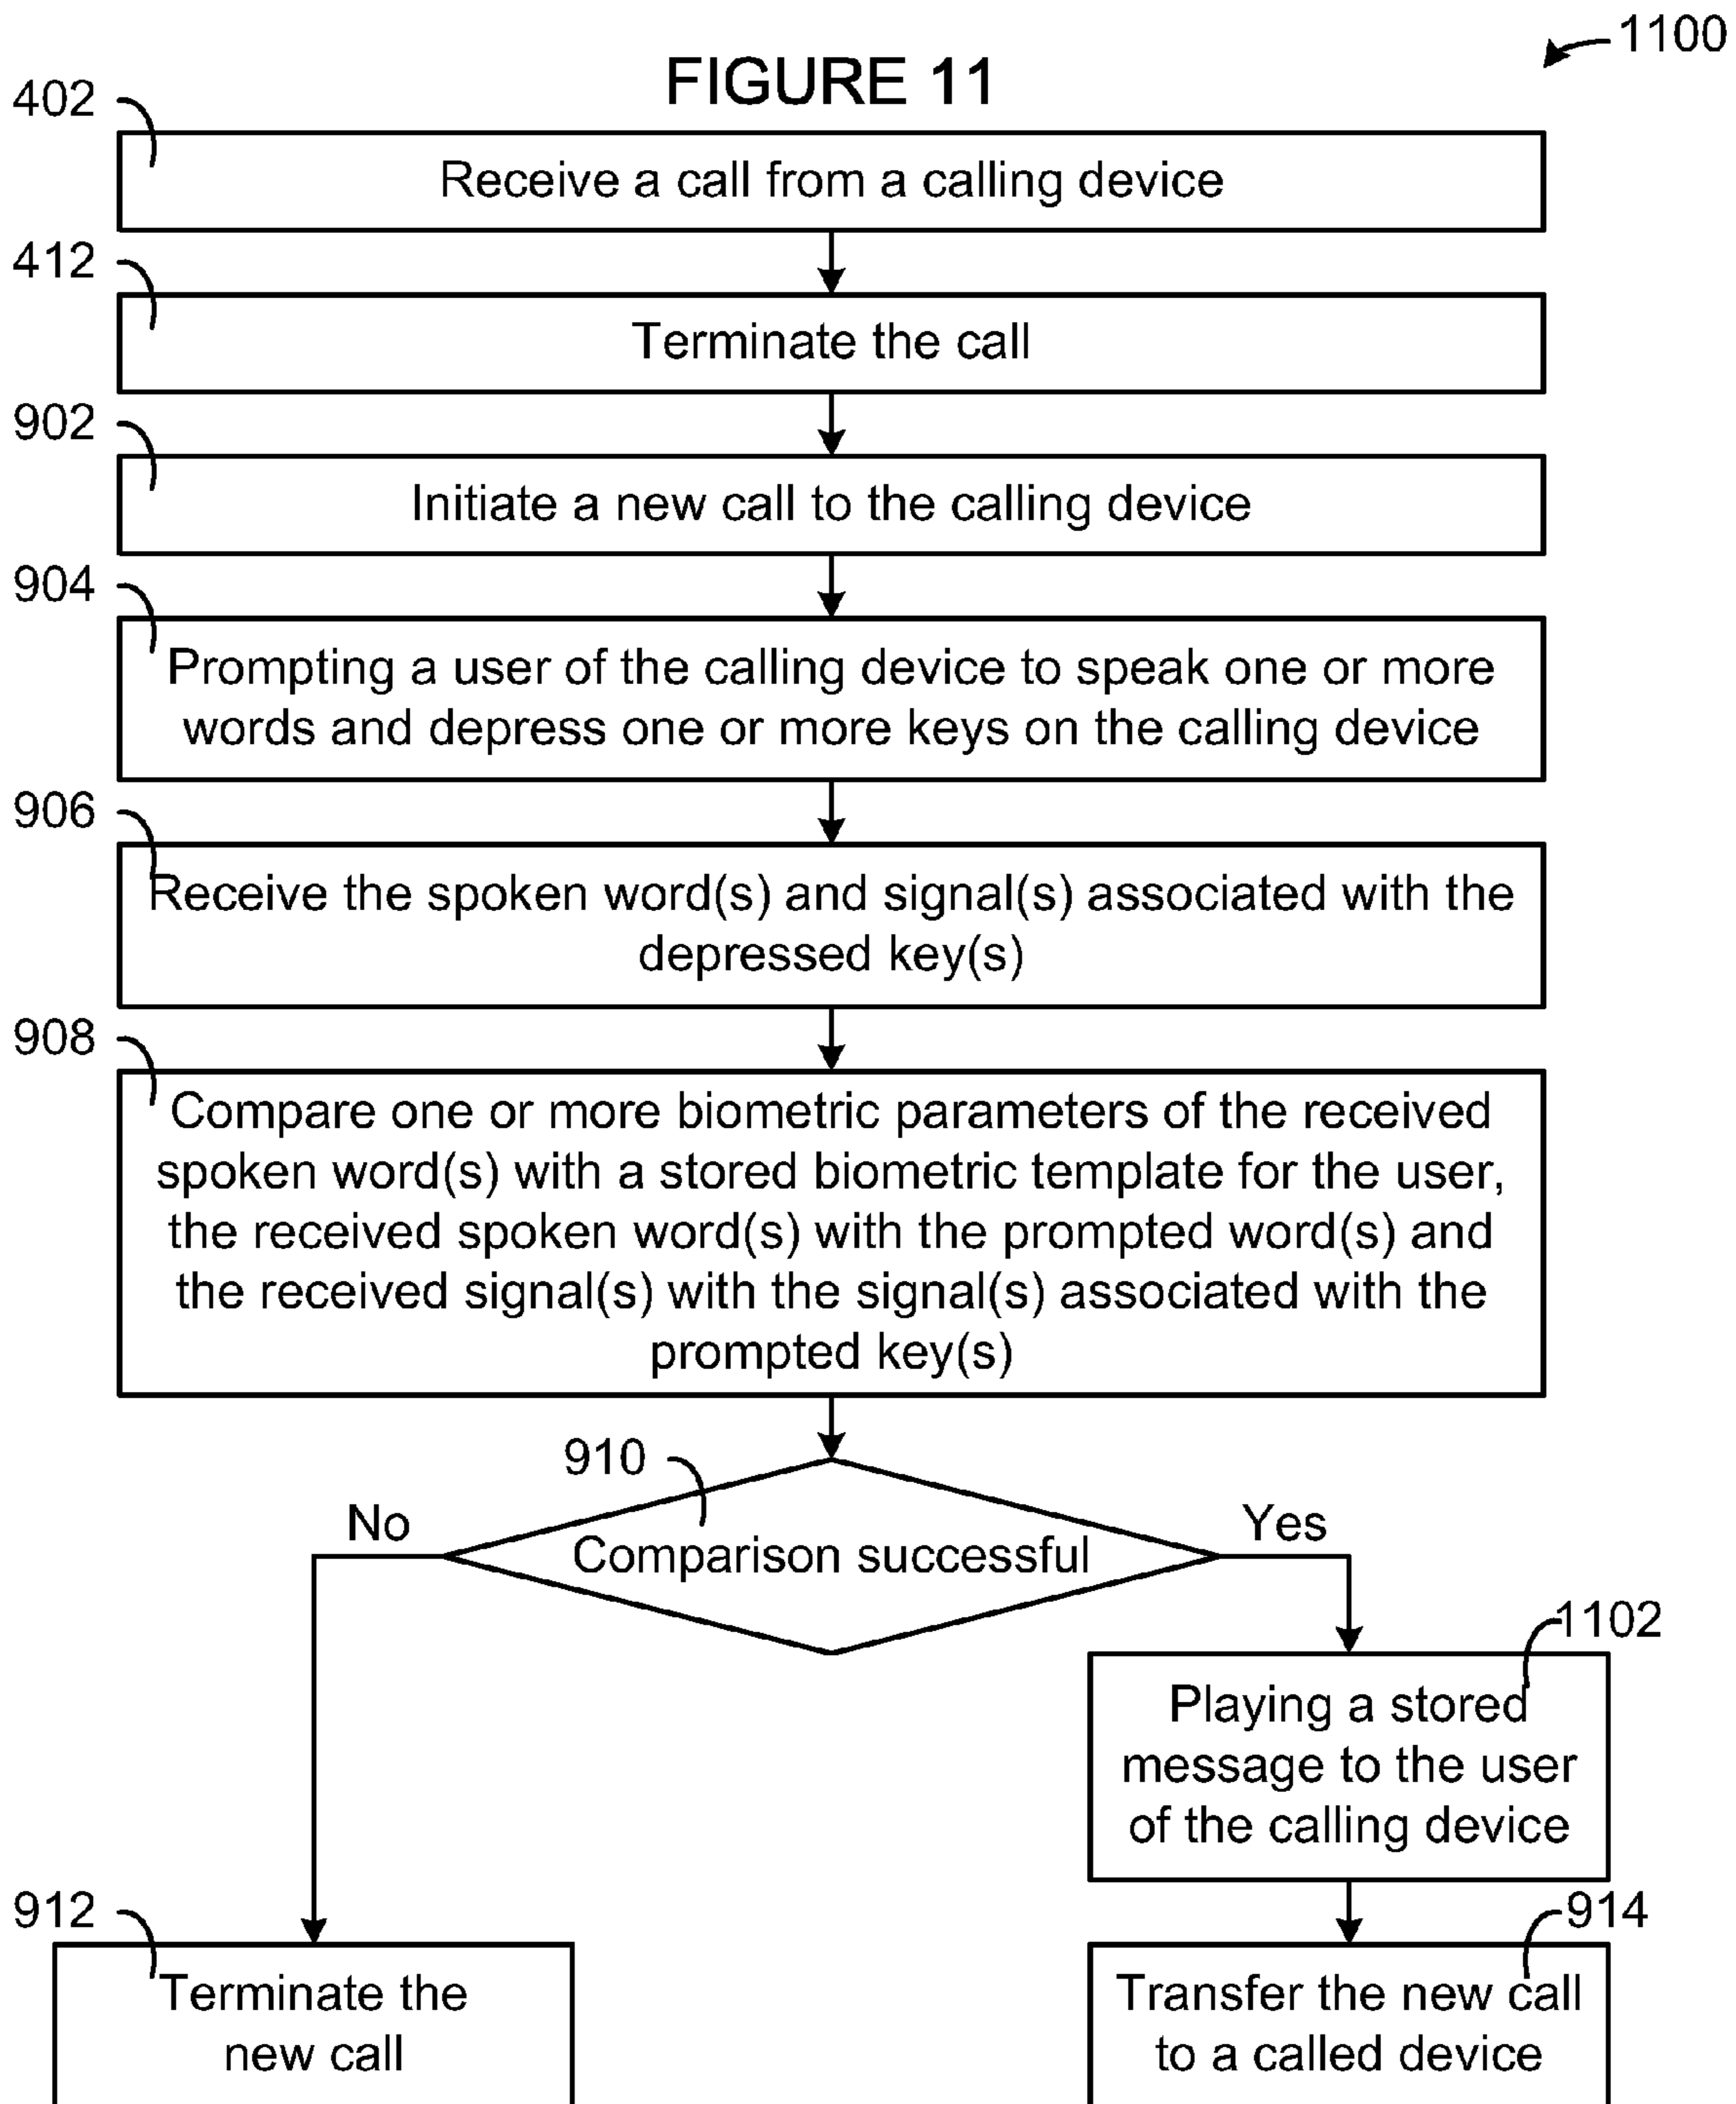 1100
FIGURE 11
402
Receive a call from a calling device
412
Terminate the call
902
Initiate a new call to the calling device
904
Prompting a user of the calling device to speak one or more
words and depress one or more keys on the calling device
906
Receive the spoken word(s) and signal(s) associated with the
depressed key(s)
908
Compare one or more biometric parameters of the received
spoken word(s) with a stored biometric template for the user,
the received spoken word(s) with the prompted word(s) and
the received signal(s) with the signal(s) associated with the
prompted key(s)
910
No
Comparison successful
Yes
1102
Playing a stored
message to the user
of the calling device
912
Terminate the
new call
914
Transfer the new call
to a called device